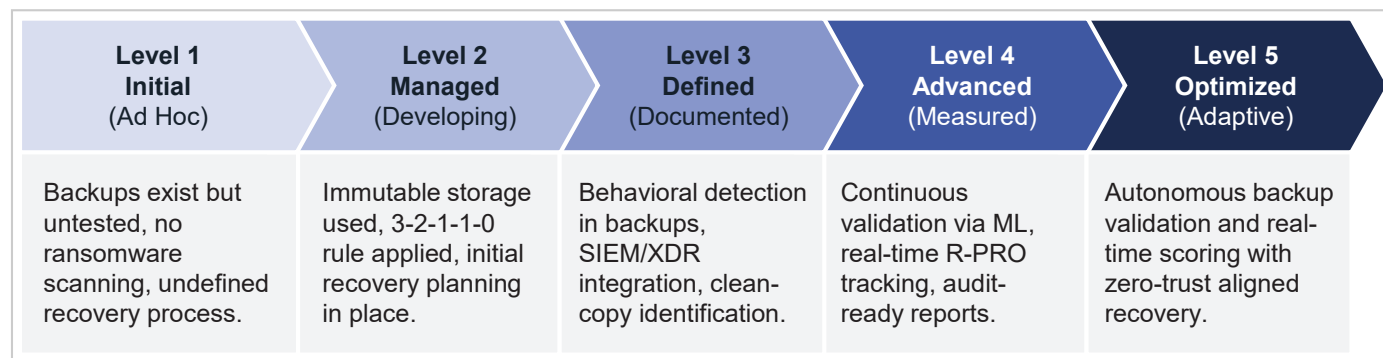 Level 1
Initial
(Ad Hoc)
Level 2
Managed
(Developing)
Level 3
Defined
(Documented)
Level 4
Advanced
(Measured)
Level 5
Optimized
(Adaptive)
Backups exist but
untested, no
ransomware
scanning, undefined
recovery process.
Immutable storage
used, 3-2-1-1-0
rule applied, initial
recovery planning
in place.
Behavioral detection
in backups,
SIEM/XDR
integration, clean-
copy identification.
Continuous
validation via ML,
real-time R-PRO
tracking, audit-
ready reports.
Autonomous backup
validation and real-
time scoring with
zero-trust aligned
recovery.